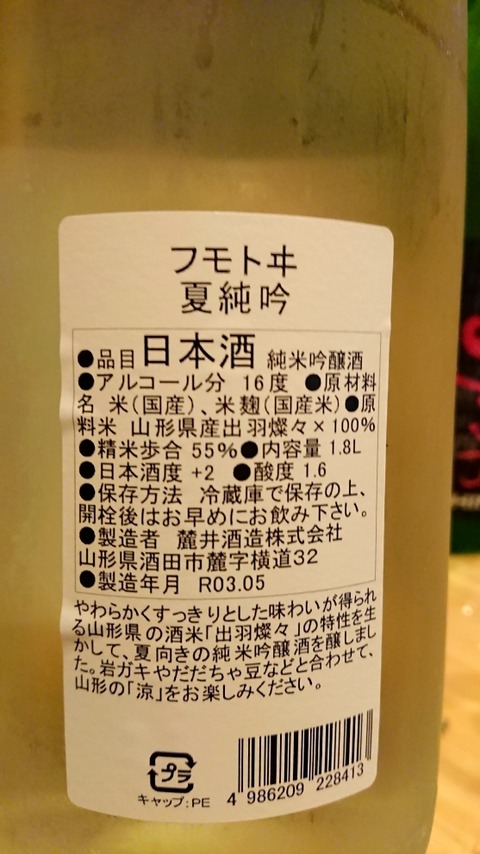 フモトヰ
夏純吟
●品目日本酒 純米吟醸酒
●アルコール分 16度 ●原材料
名 米(国産)、米麹(国産米)●原
料米 山形県産出羽燦々×100%
●精米歩合 55%●内容量 1.8L
●日本酒度 +2 ●酸度 1.6
●保存方法 冷蔵庫で保存の上、
開栓後はお早めにお飲み下さい。
●製造者 麓井酒造株式会社
山形県酒田市麓字横道32
●製造年月 R03.05
やわらかくすっきりとした味わいが得られ
る山形県の酒米「出羽燦々」の特性を生
かして、夏向きの純米吟醸酒を醸しまし
た。岩ガキやだだちゃ豆などと合わせて、
山形の「涼」をお楽しみください。
プラ
キャップ:PE
4 986209 228413